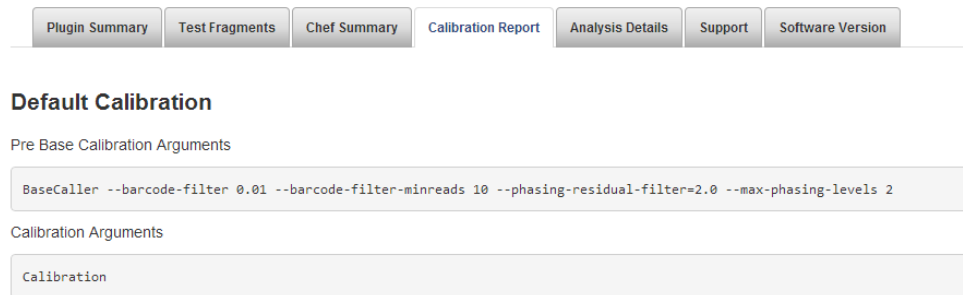 Plugin Summary Test Fragments Chef Summary Calibration Report Analysis Details Support Software Version
Default Calibration
Pre Base Calibration Arguments
BaseCaller --barcode-filter 0.01 --barcode-filter-minreads 10 --phasing-residual-filter=2.0 --max-phasing-levels 2
Calibration Arguments
Calibration